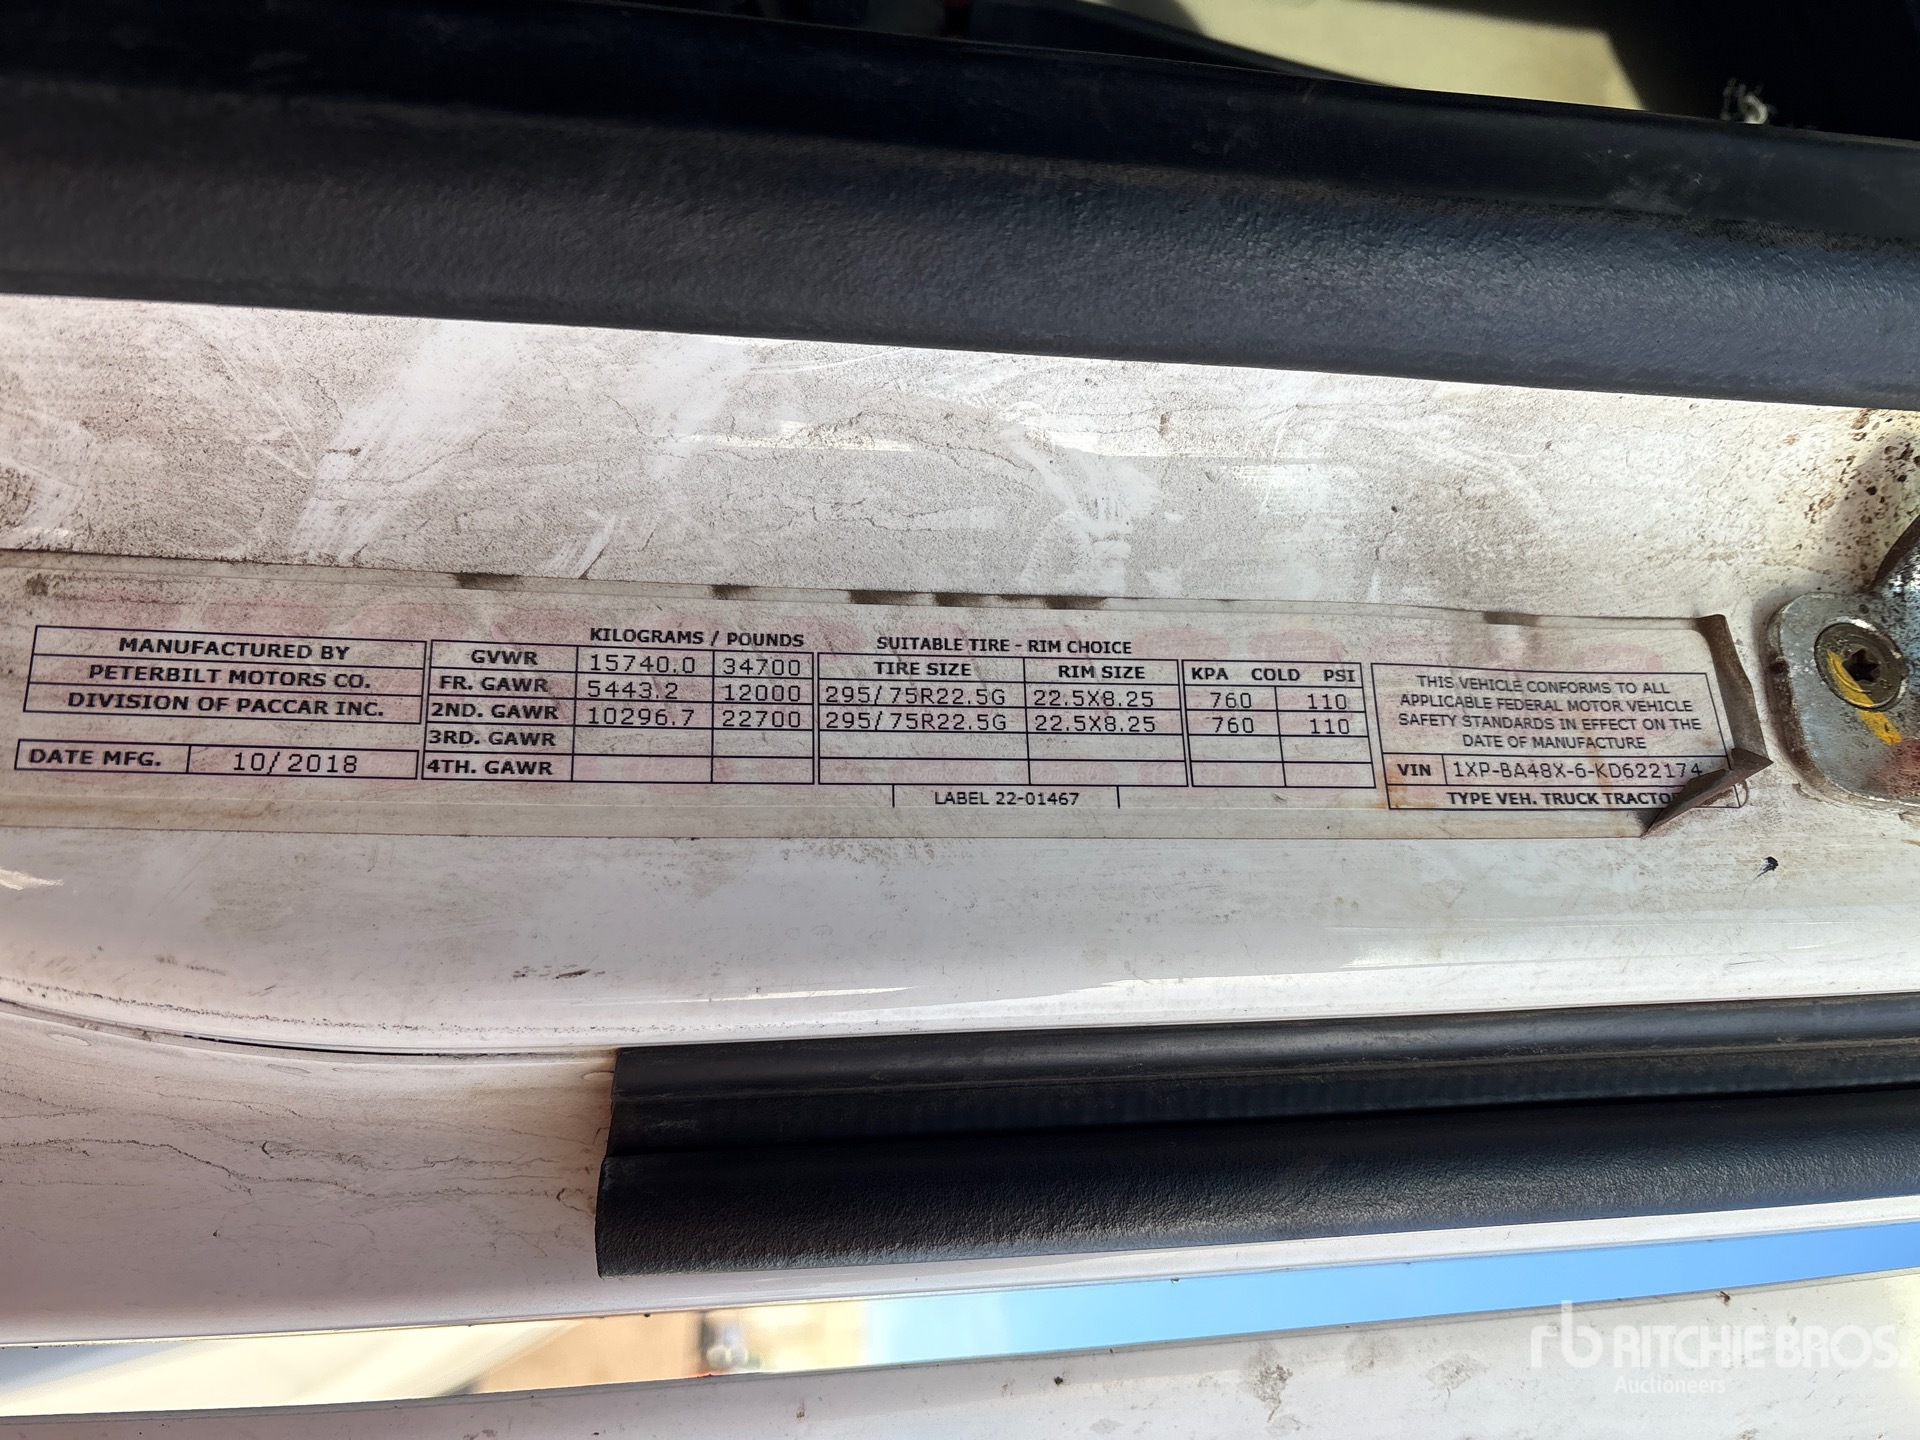 MANUFACTURED BY
PETERBILT MOTORS CO.
DIVISION OF PACCAR INC.
DATE MFG. 10/2018
KILOGRAMS / POUNDS
GVWR 15740.0 34700
FR. GAWR 5443.2 12000
2ND. GAWR 10296.7 22700
3RD. GAWR
4TH. GAWR
SUITABLE TIRE - RIM CHOICE
TIRE SIZE RIM SIZE
295/75R22.5G 22.5X8.25
295/75R22.5G 22.5X8.25
KPA COLD PSI
760 110
760 110
LABEL 22-01467
THIS VEHICLE CONFORMS TO ALL
APPLICABLE FEDERAL MOTOR VEHICLE
SAFETY STANDARDS IN EFFECT ON THE
DATE OF MANUFACTURE
VIN 1XP-BA48X-6-KD622174
TYPE VEH. TRUCK TRACTO
rb RITCHIE BROS.
Auctioneers